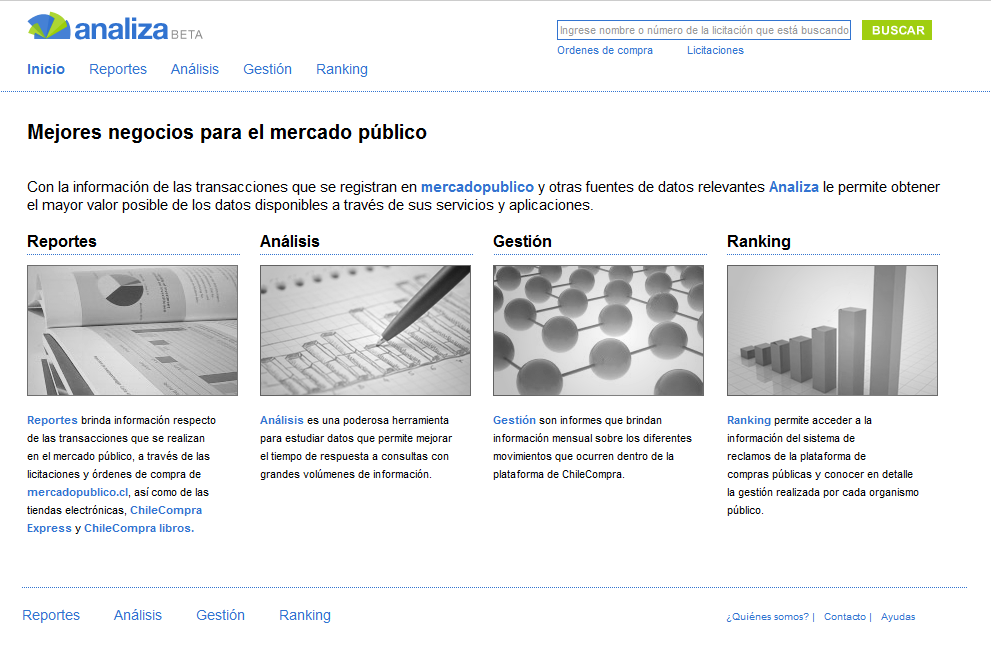 analiza BETA
Ingrese nombre o número de la licitación que está buscando
BUSCAR
Ordenes de compra Licitaciones
Inicio Reportes Análisis Gestión Ranking
Mejores negocios para el mercado público
Con la información de las transacciones que se registran en mercadopublico y otras fuentes de datos relevantes Analiza le permite obtener
el mayor valor posible de los datos disponibles a través de sus servicios y aplicaciones.
Reportes
Reportes brinda información respecto
de las transacciones que se realizan
en el mercado público, a través de las
licitaciones y órdenes de compra de
mercadopublico.cl, así como de las
tiendas electrónicas, ChileCompra
Express y ChileCompra libros.
Análisis
Análisis es una poderosa herramienta
para estudiar datos que permite mejorar
el tiempo de respuesta a consultas con
grandes volúmenes de información.
Gestión
Gestión son informes que brindan
información mensual sobre los diferentes
movimientos que ocurren dentro de la
plataforma de ChileCompra.
Ranking
Ranking permite acceder a la
información del sistema de
reclamos de la plataforma de
compras públicas y conocer en detalle
la gestión realizada por cada organismo
público.
Reportes Análisis Gestión Ranking
¿Quiénes somos? | Contacto | Ayudas